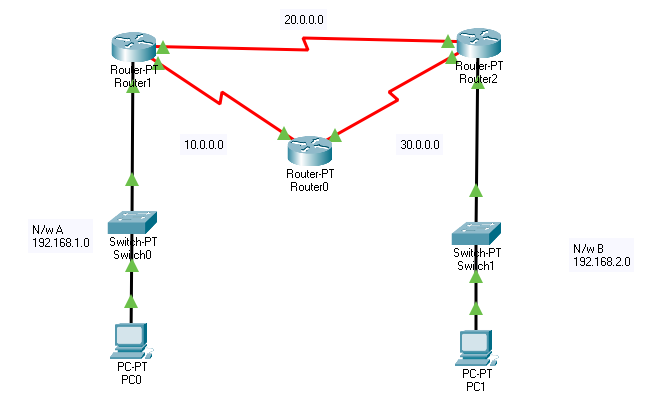 20.0.0.0
Router-PT
Router1
Router-PT
Router2
10.0.0.0
30.0.0.0
Router-PT
Router0
N/w A
192.168.1.0
Switch-PT
Switch0
Switch-PT
Switch1
N/w B
192.168.2.0
PC-PT
PC0
PC-PT
PC1